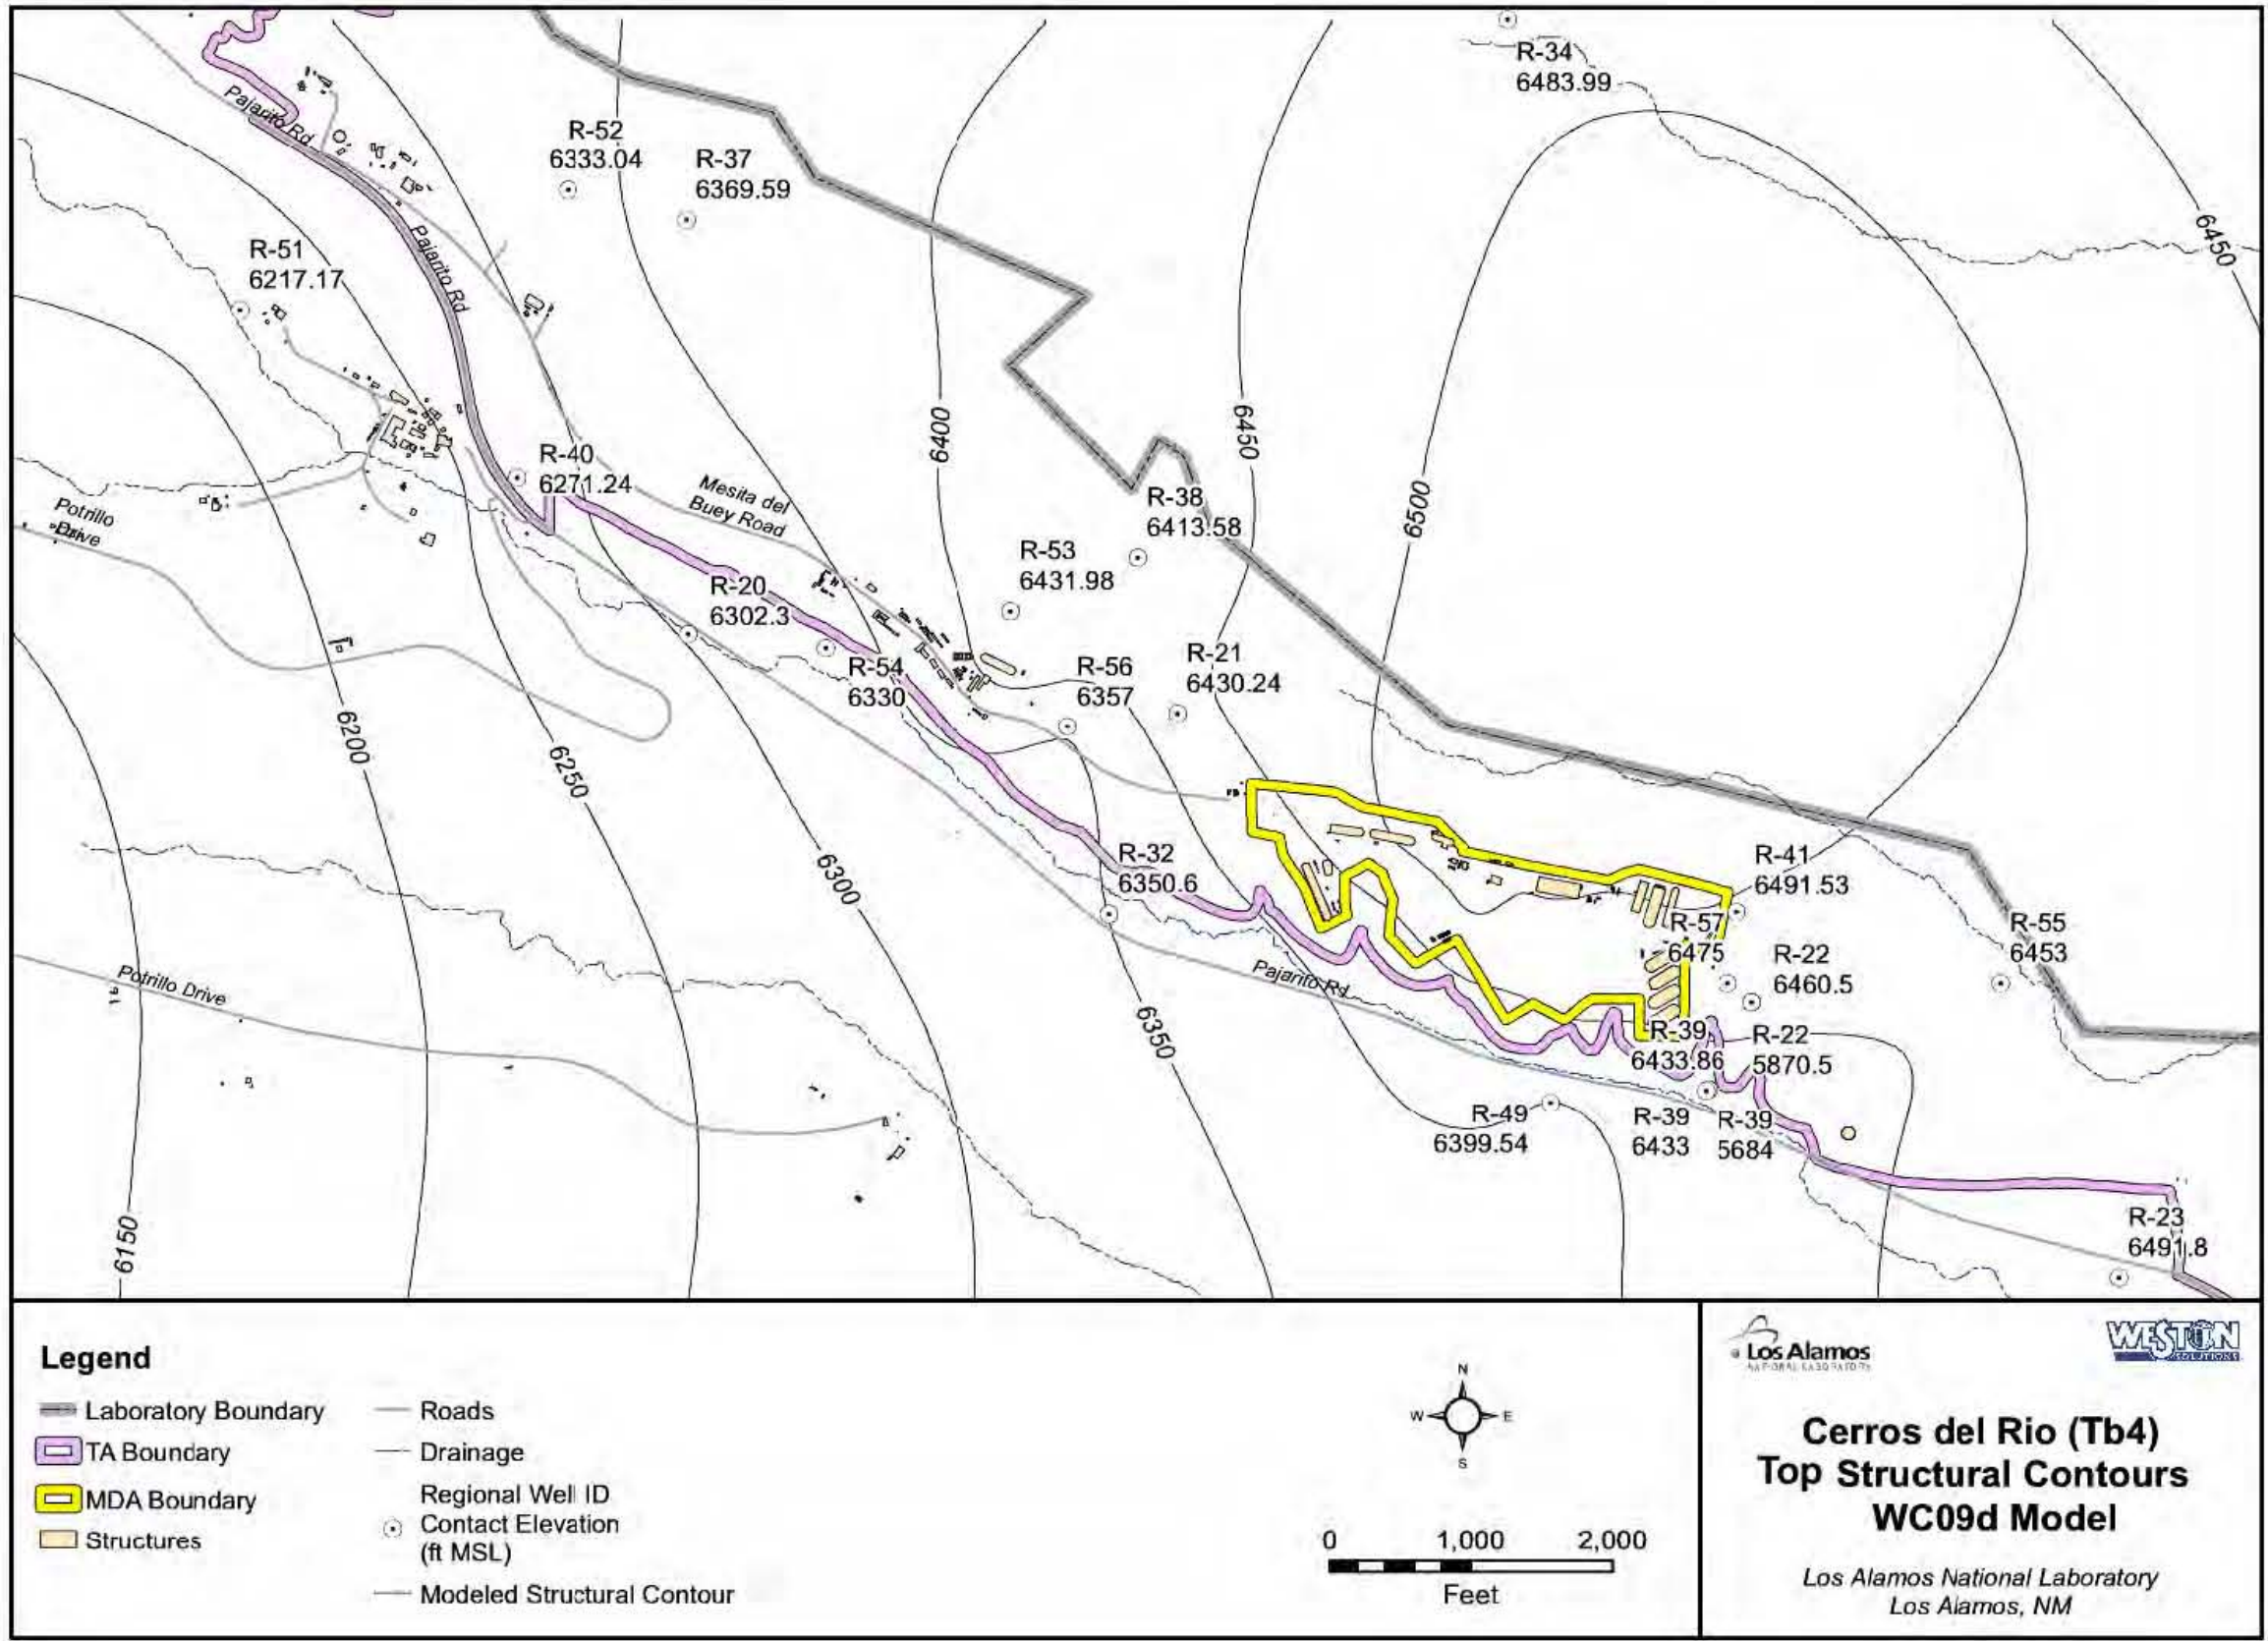 R-34
6483.99
Pajarito Rd
R-52
6333.04
R-37
6369.59
6450
R-51
6217.17
Pajarito Rd
6400
6450
R-40
6271.24
Mesita del
Buey Road
6500
Potrillo
Drive
R-38
6413.58
R-53
6431.98
R-20
6302.3
R-54
6330
R-56
6357
R-21
6430.24
6200
6250
6300
R-32
6350.6
R-41
6491.53
R-57
6475
R-22
6460.5
R-55
6453
Potrillo Drive
Pajarito Rd
6350
R-39
6433.86
R-22
5870.5
R-49
6399.54
R-39
6433
R-39
5684
6150
R-23
6491.8
Legend
Laboratory Boundary
TA Boundary
MDA Boundary
Structures
Roads
Drainage
Regional Well ID
Contact Elevation
(ft MSL)
Modeled Structural Contour
N
W E
S
0 1,000 2,000
Feet
Los Alamos
NATIONAL LABORATORY
WESTON
SOLUTIONS
Cerros del Rio (Tb4)
Top Structural Contours
WC09d Model
Los Alamos National Laboratory
Los Alamos, NM